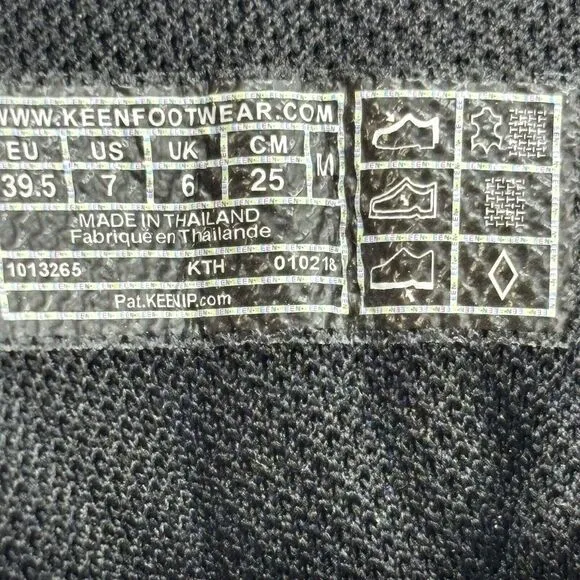 WWW.KEENFOOTWEAR.COM
EU US UK CM M
39.5 7 6 25
MADE IN THAILAND
Fabriqué en Thaïlande
1013265 KTH 010218
Pat.KEENIP.com